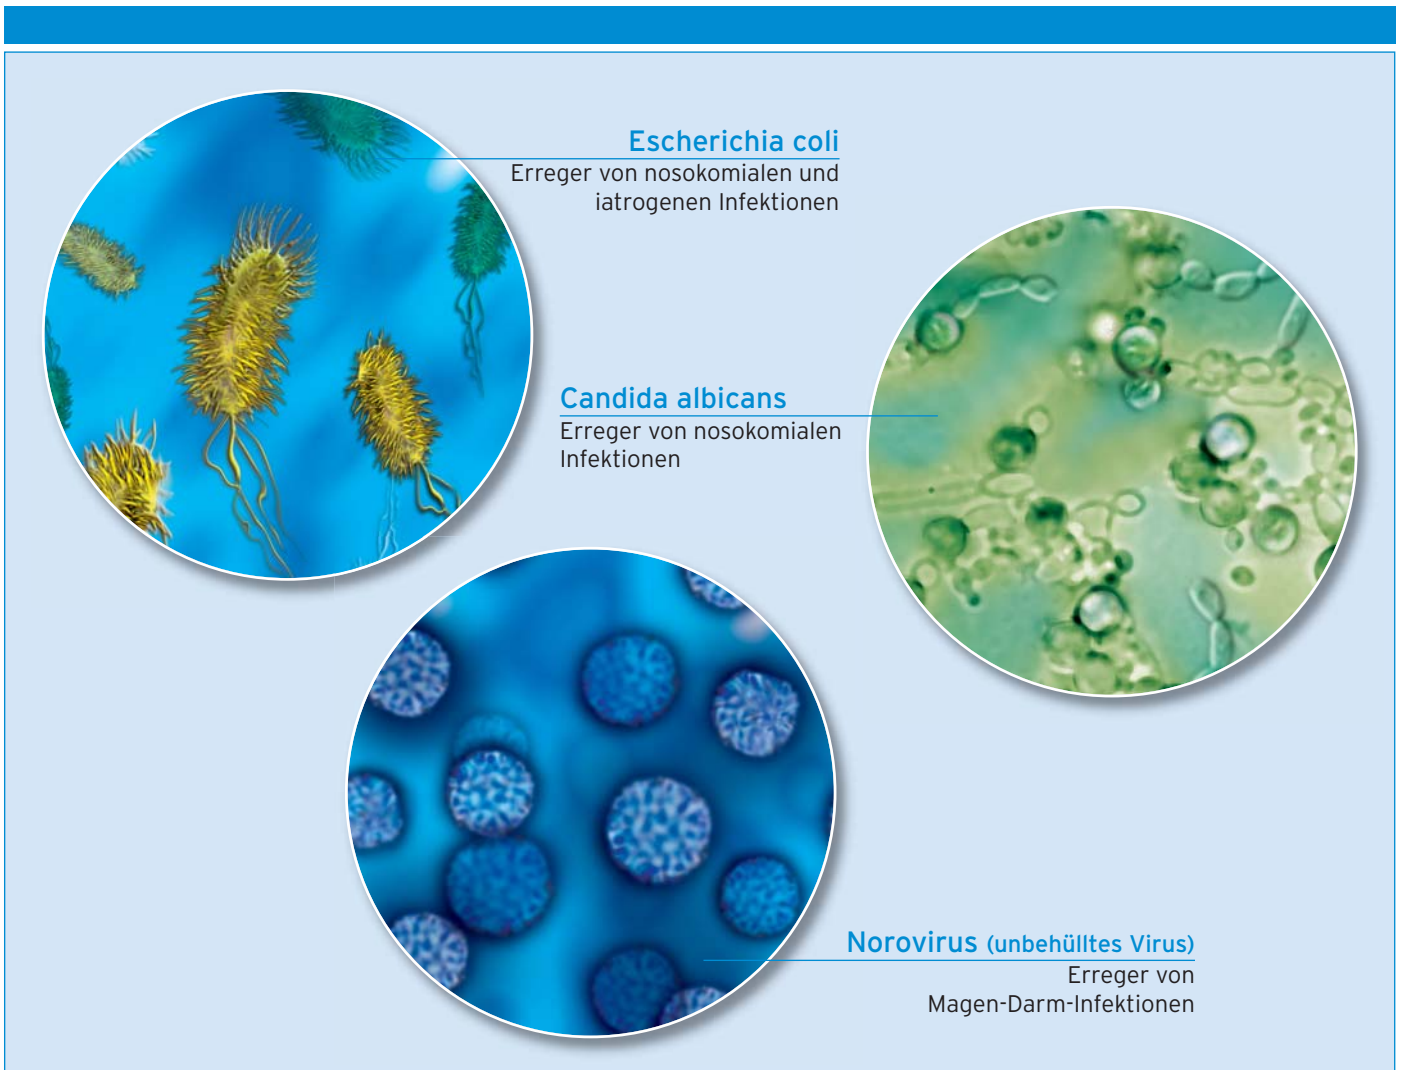 Escherichia coli
Erreger von nosokomialen und
iatrogenen Infektionen
Candida albicans
Erreger von nosokomialen
Infektionen
Norovirus (unbehülltes Virus)
Erreger von
Magen-Darm-Infektionen